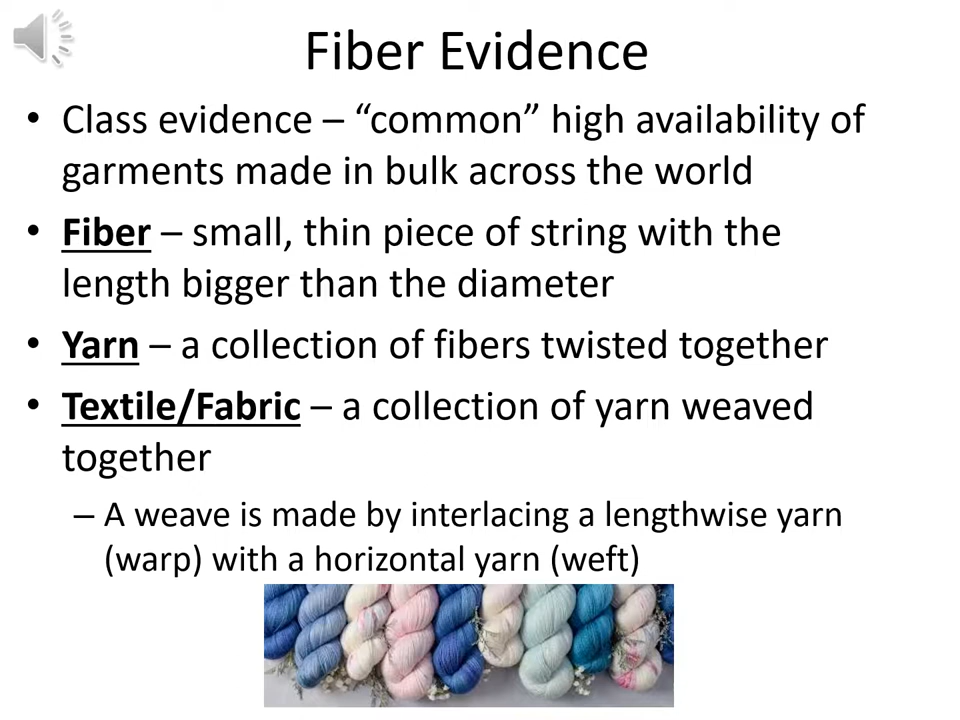 Fiber Evidence
• Class evidence – “common” high availability of
garments made in bulk across the world
• Fiber – small, thin piece of string with the
length bigger than the diameter
• Yarn – a collection of fibers twisted together
• Textile/Fabric – a collection of yarn weaved
together
– A weave is made by interlacing a lengthwise yarn
(warp) with a horizontal yarn (weft)